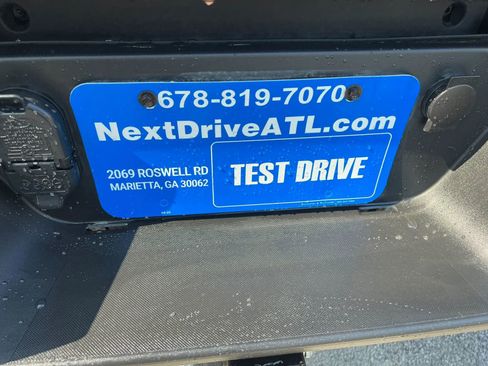 678-819-7070
NextDriveATL.com
2069 ROSWELL RD
MARIETTA, GA 30062
TEST DRIVE